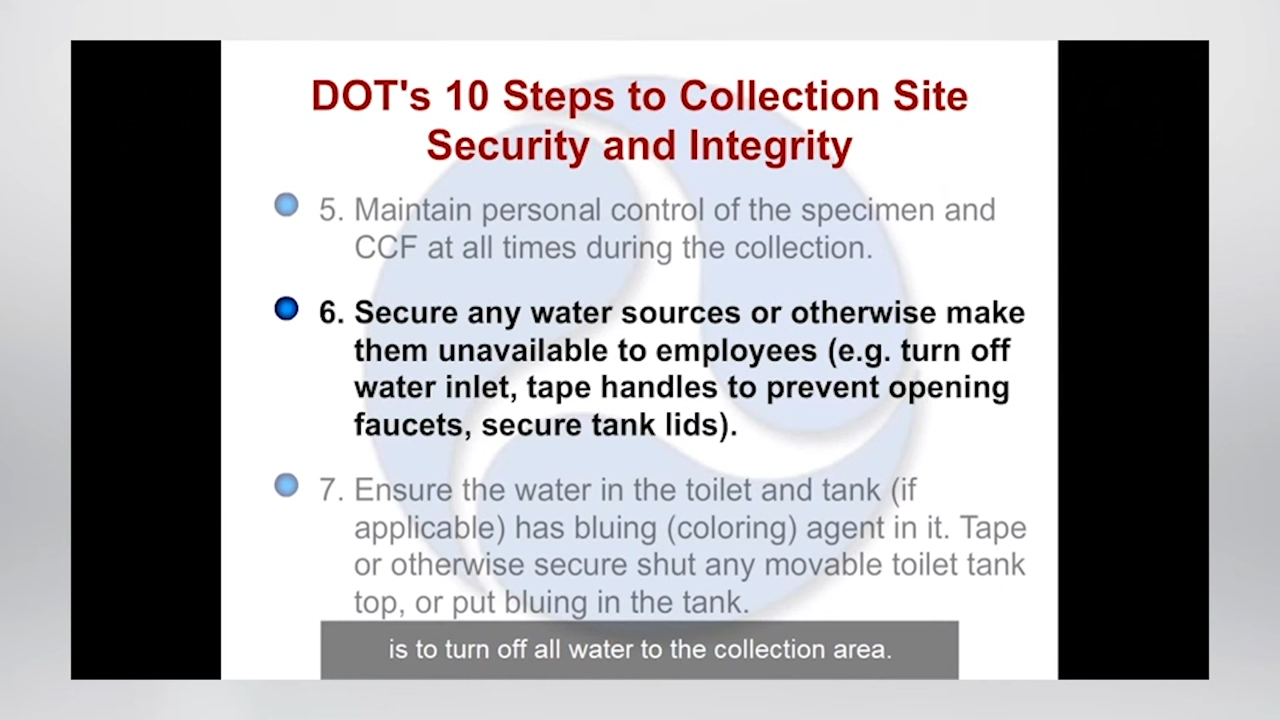 DOT's 10 Steps to Collection Site
Security and Integrity
5. Maintain personal control of the specimen and
CCF at all times during the collection.
6. Secure any water sources or otherwise make
them unavailable to employees (e.g. turn off
water inlet, tape handles to prevent opening
faucets, secure tank lids).
7. Ensure the water in the toilet and tank (if
applicable) has bluing (coloring) agent in it. Tape
or otherwise secure shut any movable toilet tank
top, or put bluing in the tank.
is to turn off all water to the collection area.